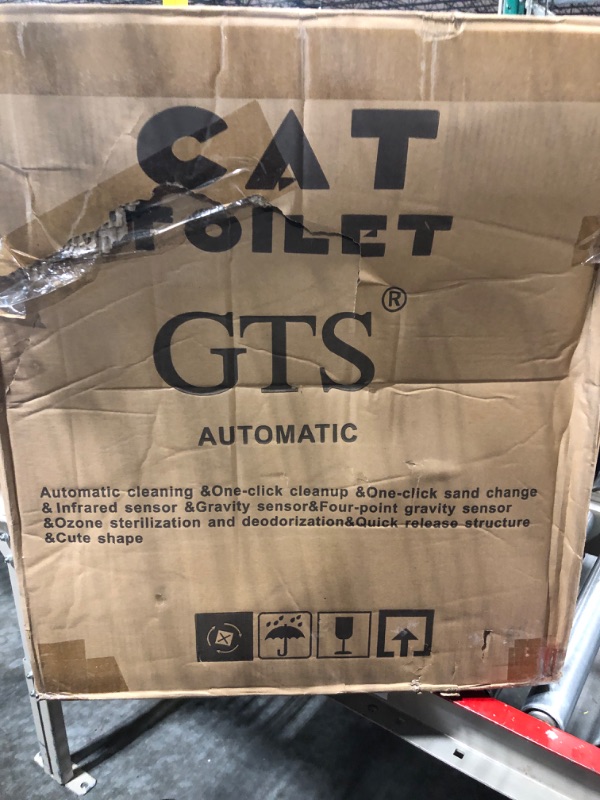 CAT
TOILET
GTS®
AUTOMATIC
Automatic cleaning &One-click cleanup &One-click sand change
& Infrared sensor &Gravity sensor&Four-point gravity sensor
&Ozone sterilization and deodorization&Quick release structure
&Cute shape